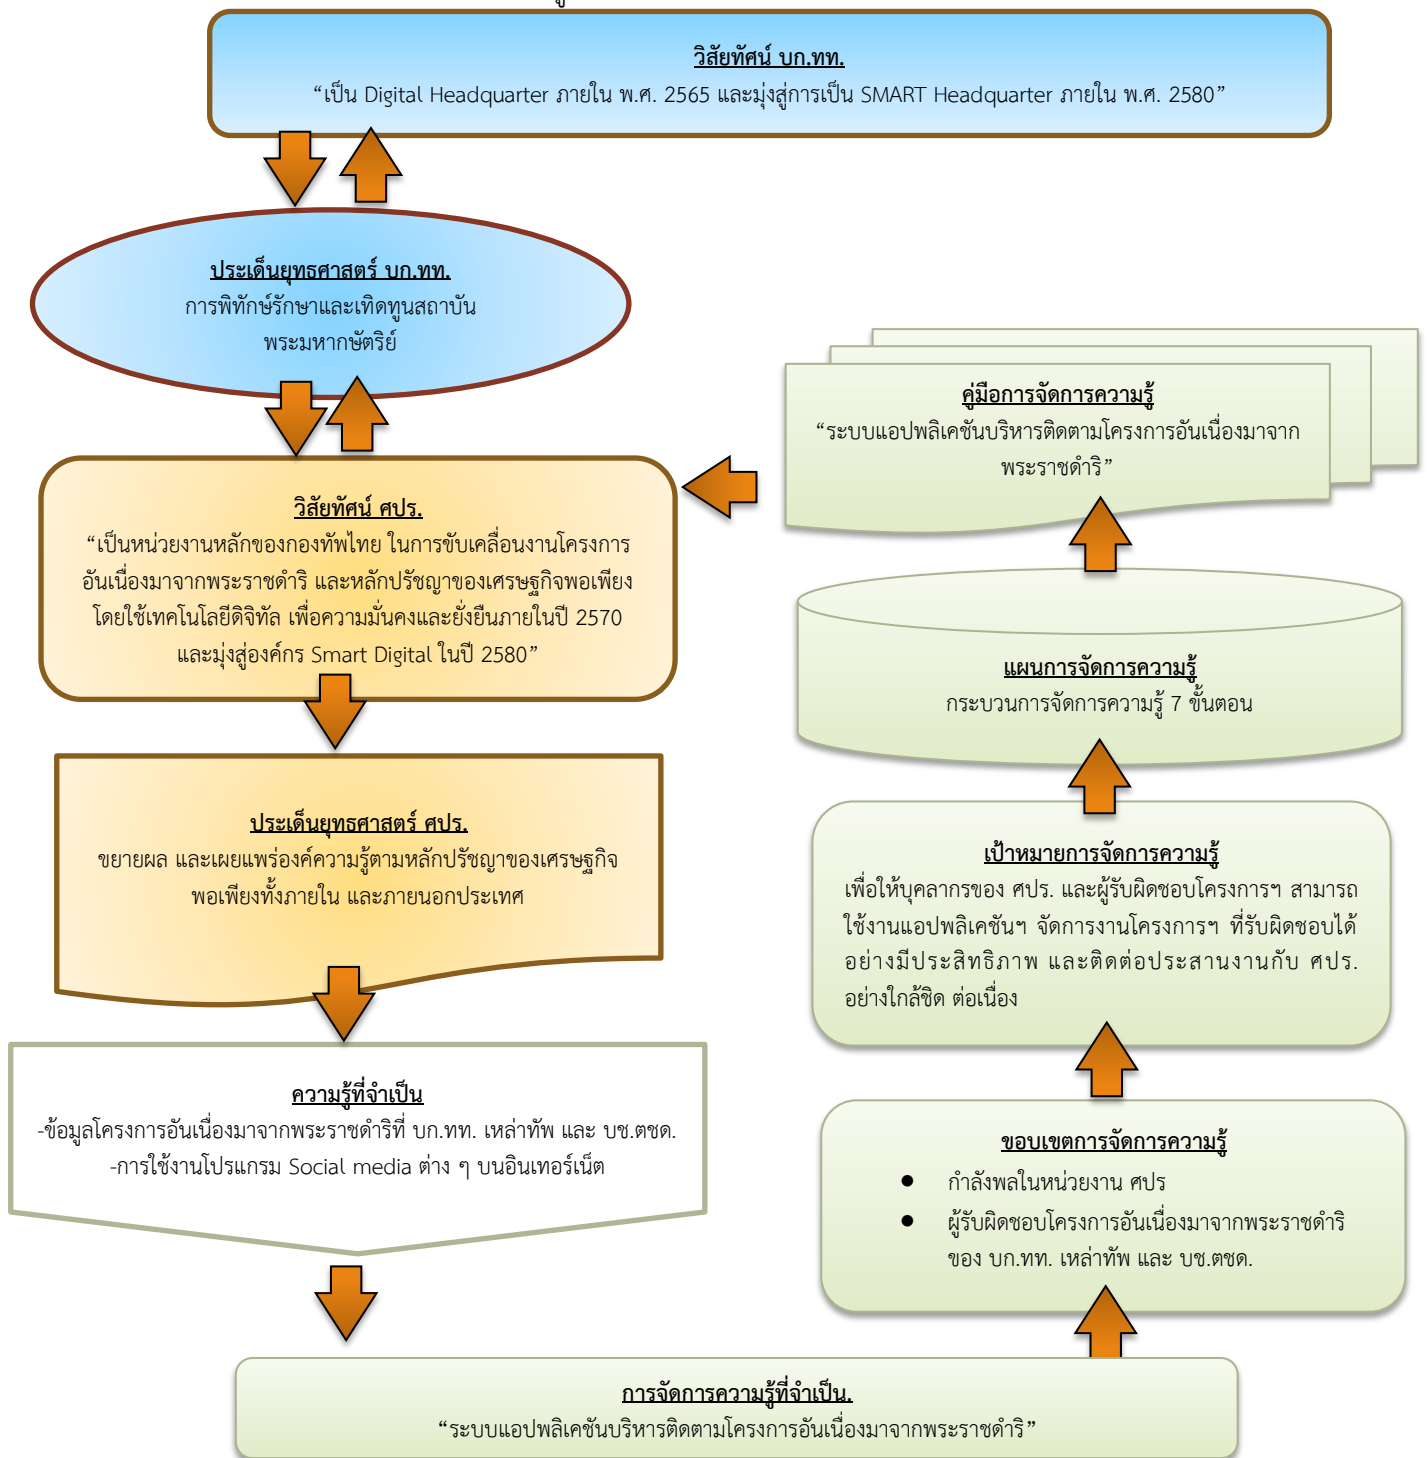 วิสัยทัศน์ บก.ทท.
“เป็น Digital Headquarter ภายใน พ.ศ. 2565 และมุ่งสู่การเป็น SMART Headquarter ภายใน พ.ศ. 2580”
ประเด็นยุทธศาสตร์ บก.ทท.
การพิทักษ์รักษาและเทิดทูนสถาบัน
พระมหากษัตริย์
วิสัยทัศน์ ศปร.
“เป็นหน่วยงานหลักของกองทัพไทย ในการขับเคลื่อนงานโครงการ
อันเนื่องมาจากพระราชดำริ และหลักปรัชญาของเศรษฐกิจพอเพียง
โดยใช้เทคโนโลยีดิจิทัล เพื่อความมั่นคงและยั่งยืนภายในปี 2570
และมุ่งสู่องค์กร Smart Digital ในปี 2580”
ประเด็นยุทธศาสตร์ ศปร.
ขยายผล และเผยแพร่องค์ความรู้ตามหลักปรัชญาของเศรษฐกิจ
พอเพียงทั้งภายใน และภายนอกประเทศ
ความรู้ที่จำเป็น
-ข้อมูลโครงการอันเนื่องมาจากพระราชดำริที่ บก.ทท. เหล่าทัพ และ บช.ตชด.
-การใช้งานโปรแกรม Social media ต่าง ๆ บนอินเทอร์เน็ต
การจัดการความรู้ที่จำเป็น.
“ระบบแอปพลิเคชันบริหารติดตามโครงการอันเนื่องมาจากพระราชดำริ”
ขอบเขตการจัดการความรู้
● กำลังพลในหน่วยงาน ศปร
● ผู้รับผิดชอบโครงการอันเนื่องมาจากพระราชดำริ
ของ บก.ทท. เหล่าทัพ และ บช.ตชด.
เป้าหมายการจัดการความรู้
เพื่อให้บุคลากรของ ศปร. และผู้รับผิดชอบโครงการฯ สามารถ
ใช้งานแอปพลิเคชันฯ จัดการงานโครงการฯ ที่รับผิดชอบได้
อย่างมีประสิทธิภาพ และติดต่อประสานงานกับ ศปร.
อย่างใกล้ชิด ต่อเนื่อง
แผนการจัดการความรู้
กระบวนการจัดการความรู้ 7 ขั้นตอน
คู่มือการจัดการความรู้
“ระบบแอปพลิเคชันบริหารติดตามโครงการอันเนื่องมาจาก
พระราชดำริ”